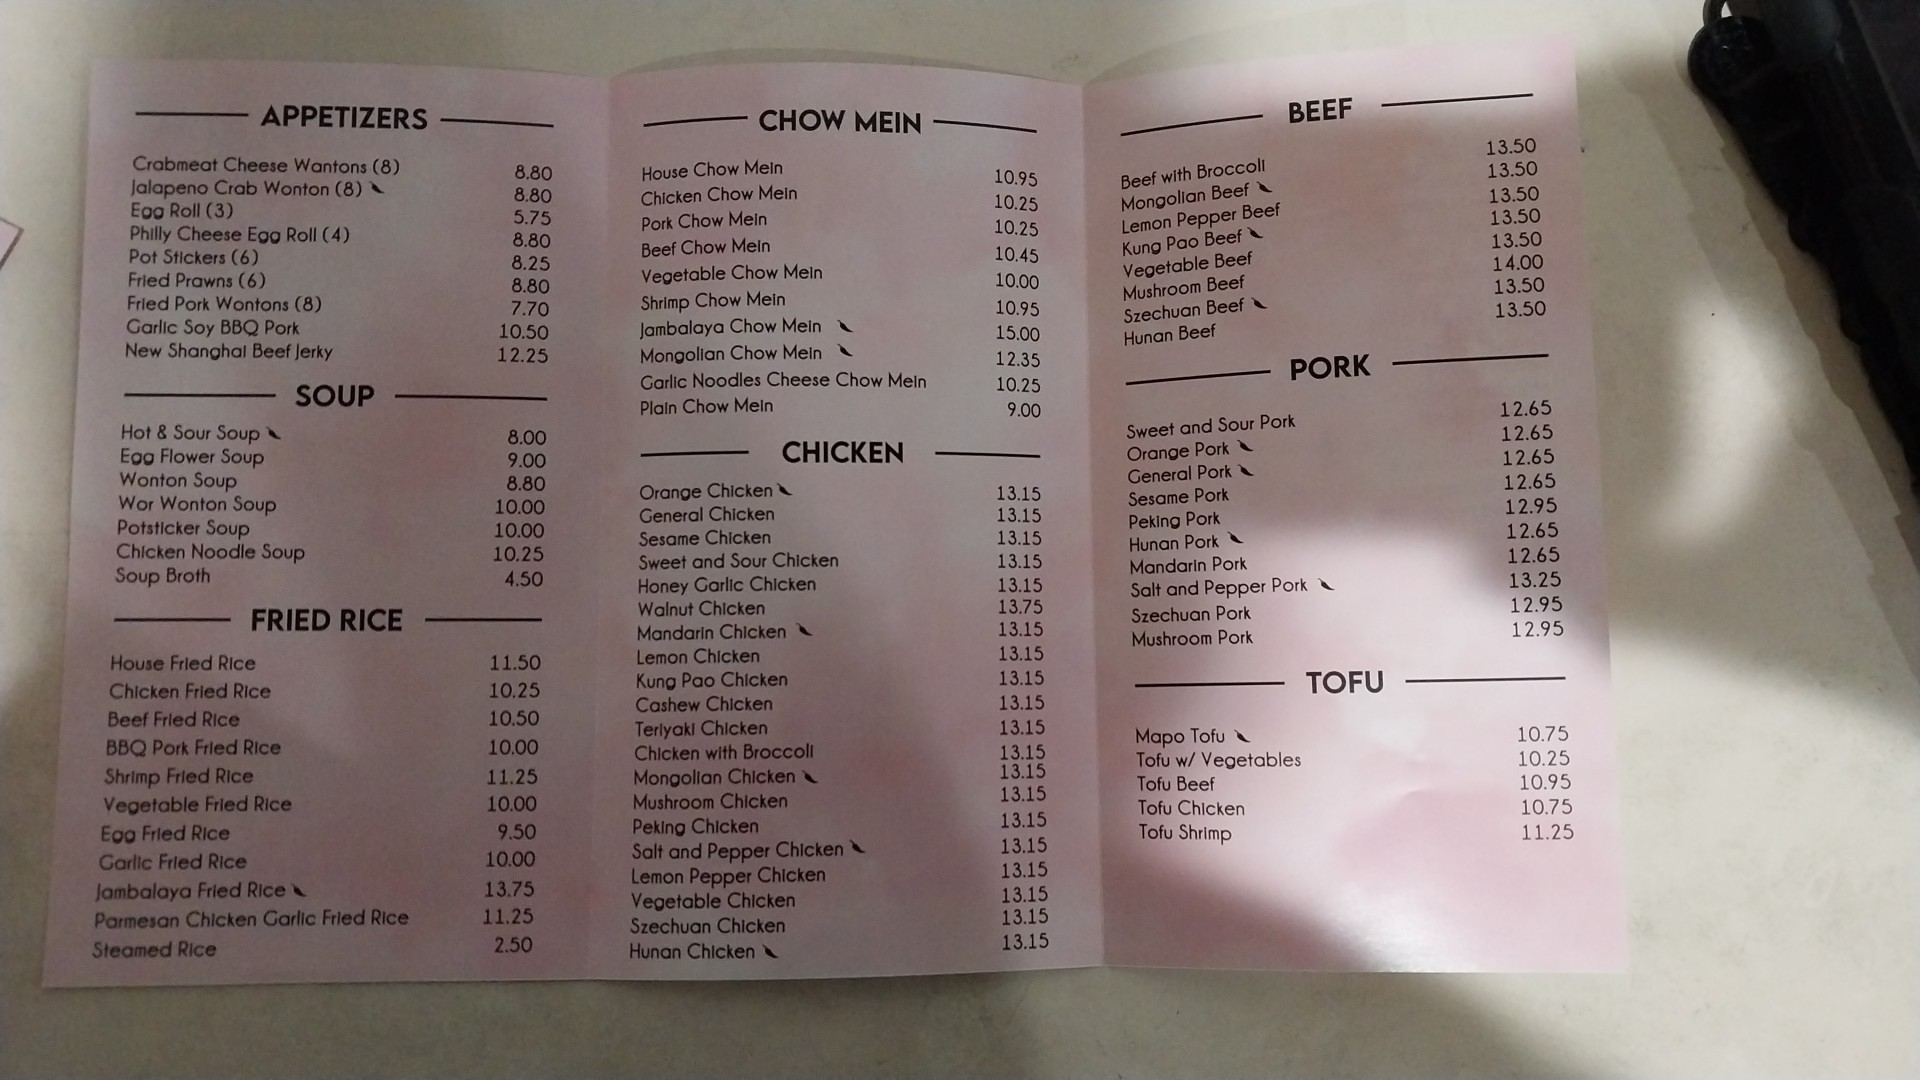 APPETIZERS
Crabmeat Cheese Wantons (8) 8.80
Jalapeno Crab Wonton (8) 8.80
Egg Roll (3) 5.75
Philly Cheese Egg Roll (4) 8.80
Pot Stickers (6) 8.25
Fried Prawns (6) 8.80
Fried Pork Wontons (8) 7.70
Garlic Soy BBQ Pork 10.50
New Shanghai Beef Jerky 12.25
SOUP
Hot & Sour Soup 8.00
Egg Flower Soup 9.00
Wonton Soup 8.80
Wor Wonton Soup 10.00
Potsticker Soup 10.00
Chicken Noodle Soup 10.25
Soup Broth 4.50
FRIED RICE
House Fried Rice 11.50
Chicken Fried Rice 10.25
Beef Fried Rice 10.50
BBQ Pork Fried Rice 10.00
Shrimp Fried Rice 11.25
Vegetable Fried Rice 10.00
Egg Fried Rice 9.50
Garlic Fried Rice 10.00
Jambalaya Fried Rice 13.75
Parmesan Chicken Garlic Fried Rice 11.25
Steamed Rice 2.50
CHOW MEIN
House Chow Mein 10.95
Chicken Chow Mein 10.25
Pork Chow Mein 10.25
Beef Chow Mein 10.45
Vegetable Chow Mein 10.00
Shrimp Chow Mein 10.95
Jambalaya Chow Mein 15.00
Mongolian Chow Mein 12.35
Garlic Noodles Cheese Chow Mein 10.25
Plain Chow Mein 9.00
CHICKEN
Orange Chicken 13.15
General Chicken 13.15
Sesame Chicken 13.15
Sweet and Sour Chicken 13.15
Honey Garlic Chicken 13.15
Walnut Chicken 13.75
Mandarin Chicken 13.15
Lemon Chicken 13.15
Kung Pao Chicken 13.15
Cashew Chicken 13.15
Teriyaki Chicken 13.15
Chicken with Broccoli 13.15
Mongolian Chicken 13.15
Mushroom Chicken 13.15
Peking Chicken 13.15
Salt and Pepper Chicken 13.15
Lemon Pepper Chicken 13.15
Vegetable Chicken 13.15
Szechuan Chicken 13.15
Hunan Chicken 13.15
BEEF
Beef with Broccoli 13.50
Mongolian Beef 13.50
Lemon Pepper Beef 13.50
Kung Pao Beef 13.50
Vegetable Beef 13.50
Mushroom Beef 14.00
Szechuan Beef 13.50
Hunan Beef 13.50
PORK
Sweet and Sour Pork 12.65
Orange Pork 12.65
General Pork 12.65
Sesame Pork 12.65
Peking Pork 12.95
Hunan Pork 12.65
Mandarin Pork 12.65
Salt and Pepper Pork 13.25
Szechuan Pork 12.95
Mushroom Pork 12.95
TOFU
Mapo Tofu 10.75
Tofu w/ Vegetables 10.25
Tofu Beef 10.95
Tofu Chicken 10.75
Tofu Shrimp 11.25